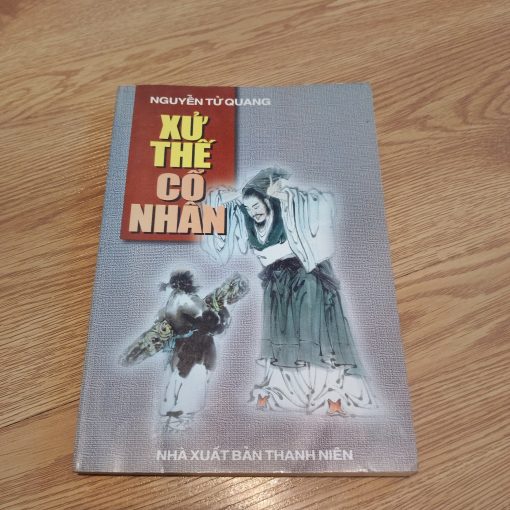 NGUYỄN TỬ QUANG
XỬ
THẾ
CỔ
NHÂN
NHÀ XUẤT BẢN THANH NIÊN